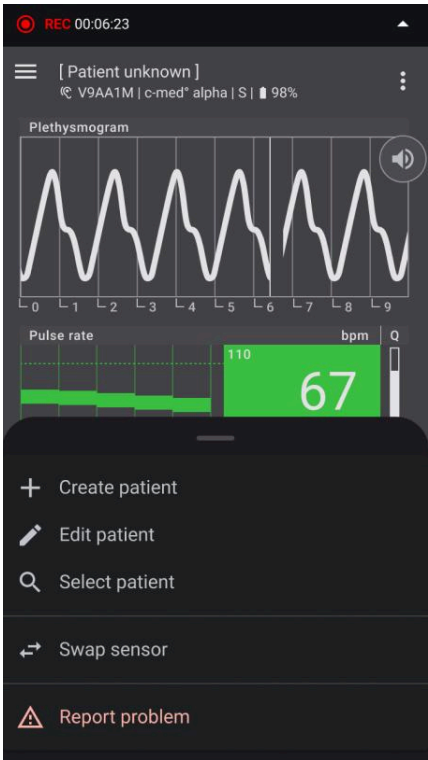 REC 00:06:23
[ Patient unknown ]
V9AA1M | c-med° alpha | S | 98%
Plethysmogram
0 1 2 3 4 5 6 7 8 9
Pulse rate bpm Q
110
67
Create patient
Edit patient
Select patient
Swap sensor
Report problem